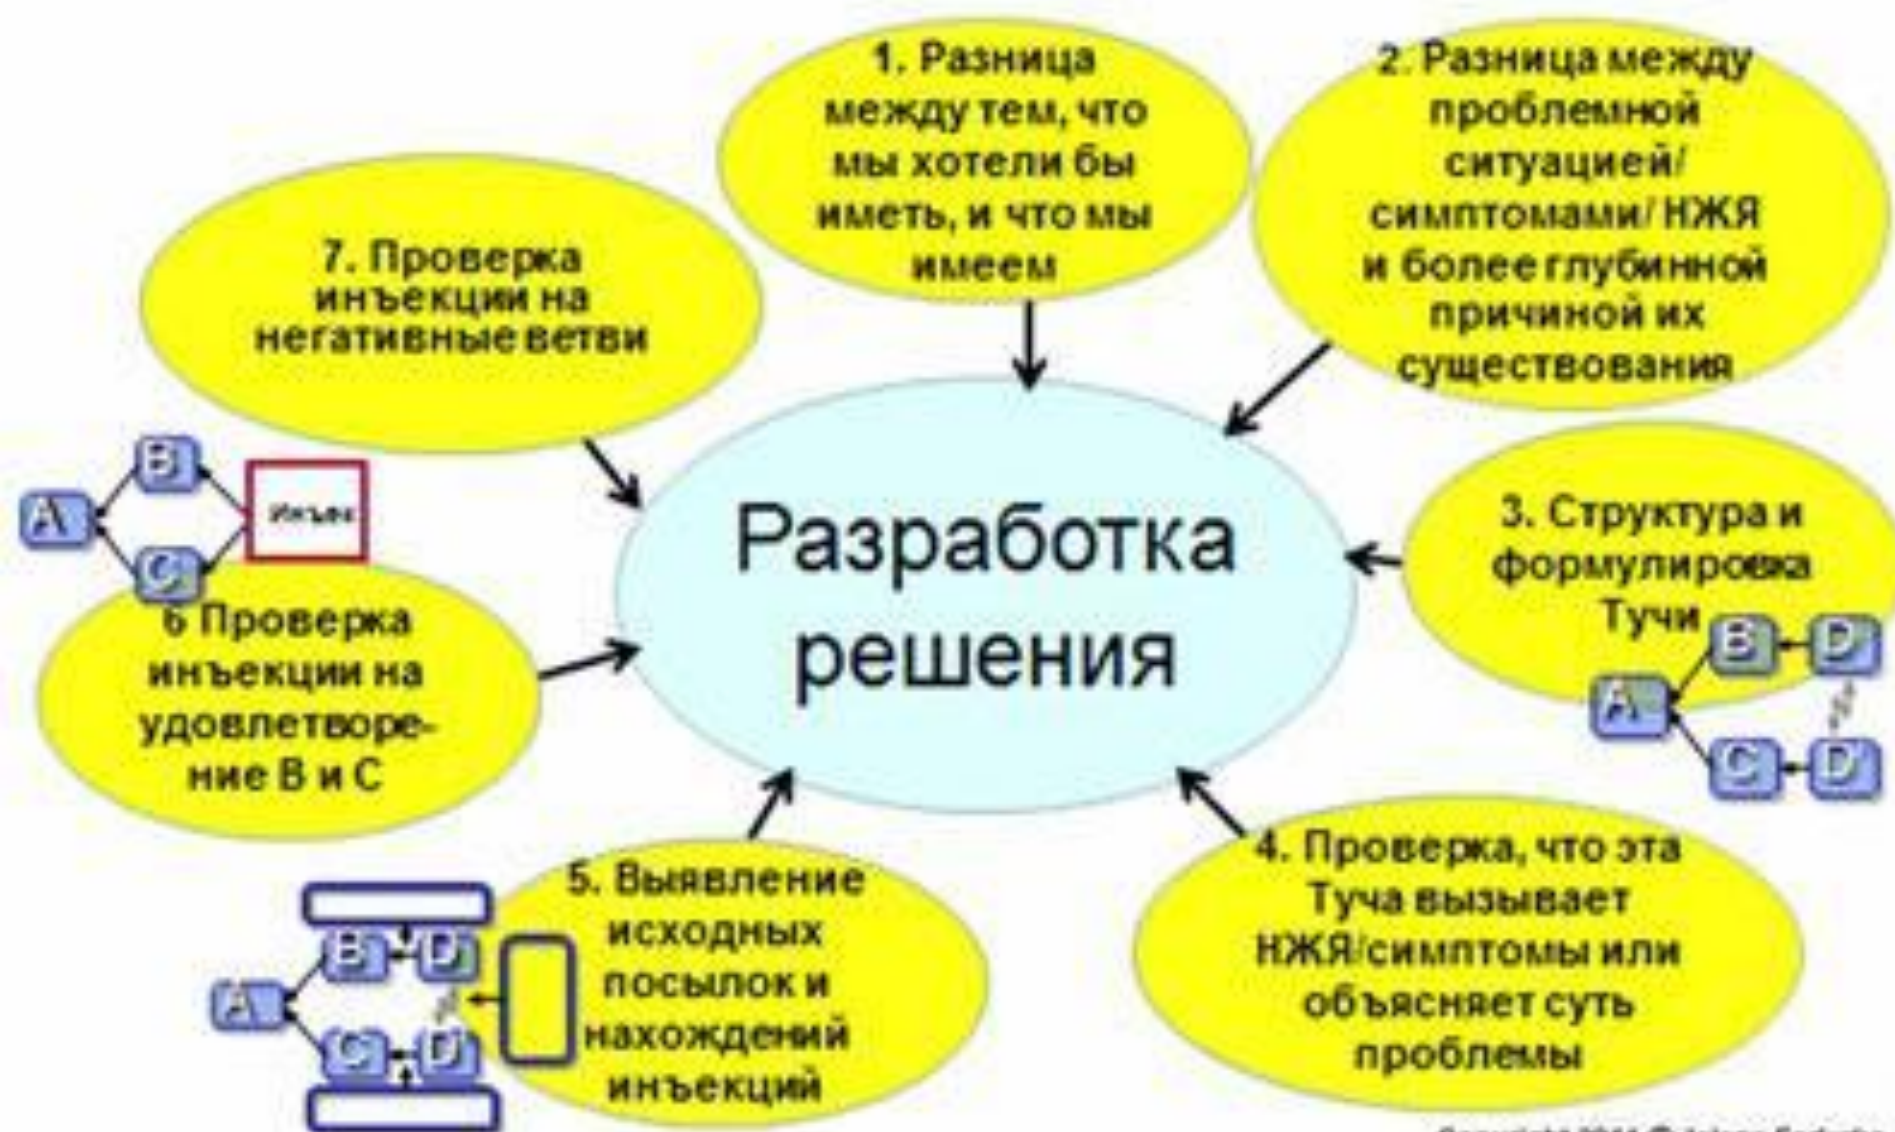 1. Разница
между тем, что
мы хотели бы
иметь, и что мы
имеем
2. Разница между
проблемной
ситуацией/
симптомами/ НЖЯ
и более глубинной
причиной их
существования
3. Структура и
формулировка
Тучи
B D
A
C D'
4. Проверка, что эта
Туча вызывает
НЖЯ/симптомы или
объясняет суть
проблемы
5. Выявление
исходных
посылок и
нахождений
инъекций
B D
A
C D'
6 Проверка
инъекции на
удовлетворе-
ние В и С
B
A
C
7. Проверка
инъекции на
негативные ветви
Разработка
решения
Copyright 2011 ©